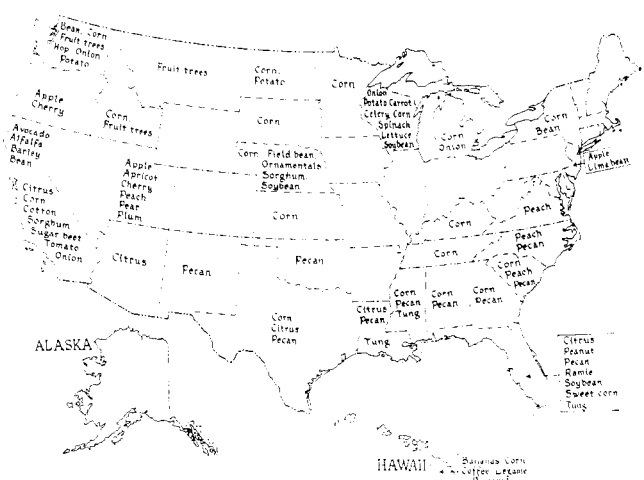 Bean, Corn
Fruit trees
Hop Onion
Potato
Fruit trees
Corn,
Potato
Corn
Onion
Potato Carrot
Celery Corn
Spinach
Lettuce
Soybean
Corn
Onion
Corn
Bean
Apple
Lima bean
Apple
Cherry
Corn,
Fruit trees
Corn
Avocado
Alfalfa
Barley
Bean
Corn, Field bean,
Ornamentals
Sorghum,
Soybean
Apple
Apricot
Cherry
Peach
Pear
Plum
Corn
Citrus
Corn
Cotton
Sorghum
Sugar beet
Tomato
Onion
Corn
Peach
Corn
Peach
Pecan
Citrus
Pecan
Pecan
Corn
Peach
Pecan
Corn
Citrus
Pecan
Citrus
Pecan
Tung
Corn
Pecan
Tung
Corn
Pecan
Corn
Pecan
ALASKA
Citrus
Peanut
Pecan
Ramie
Soybean
Sweet corn
Tung
HAWAII
Bananas Corn
Coffee